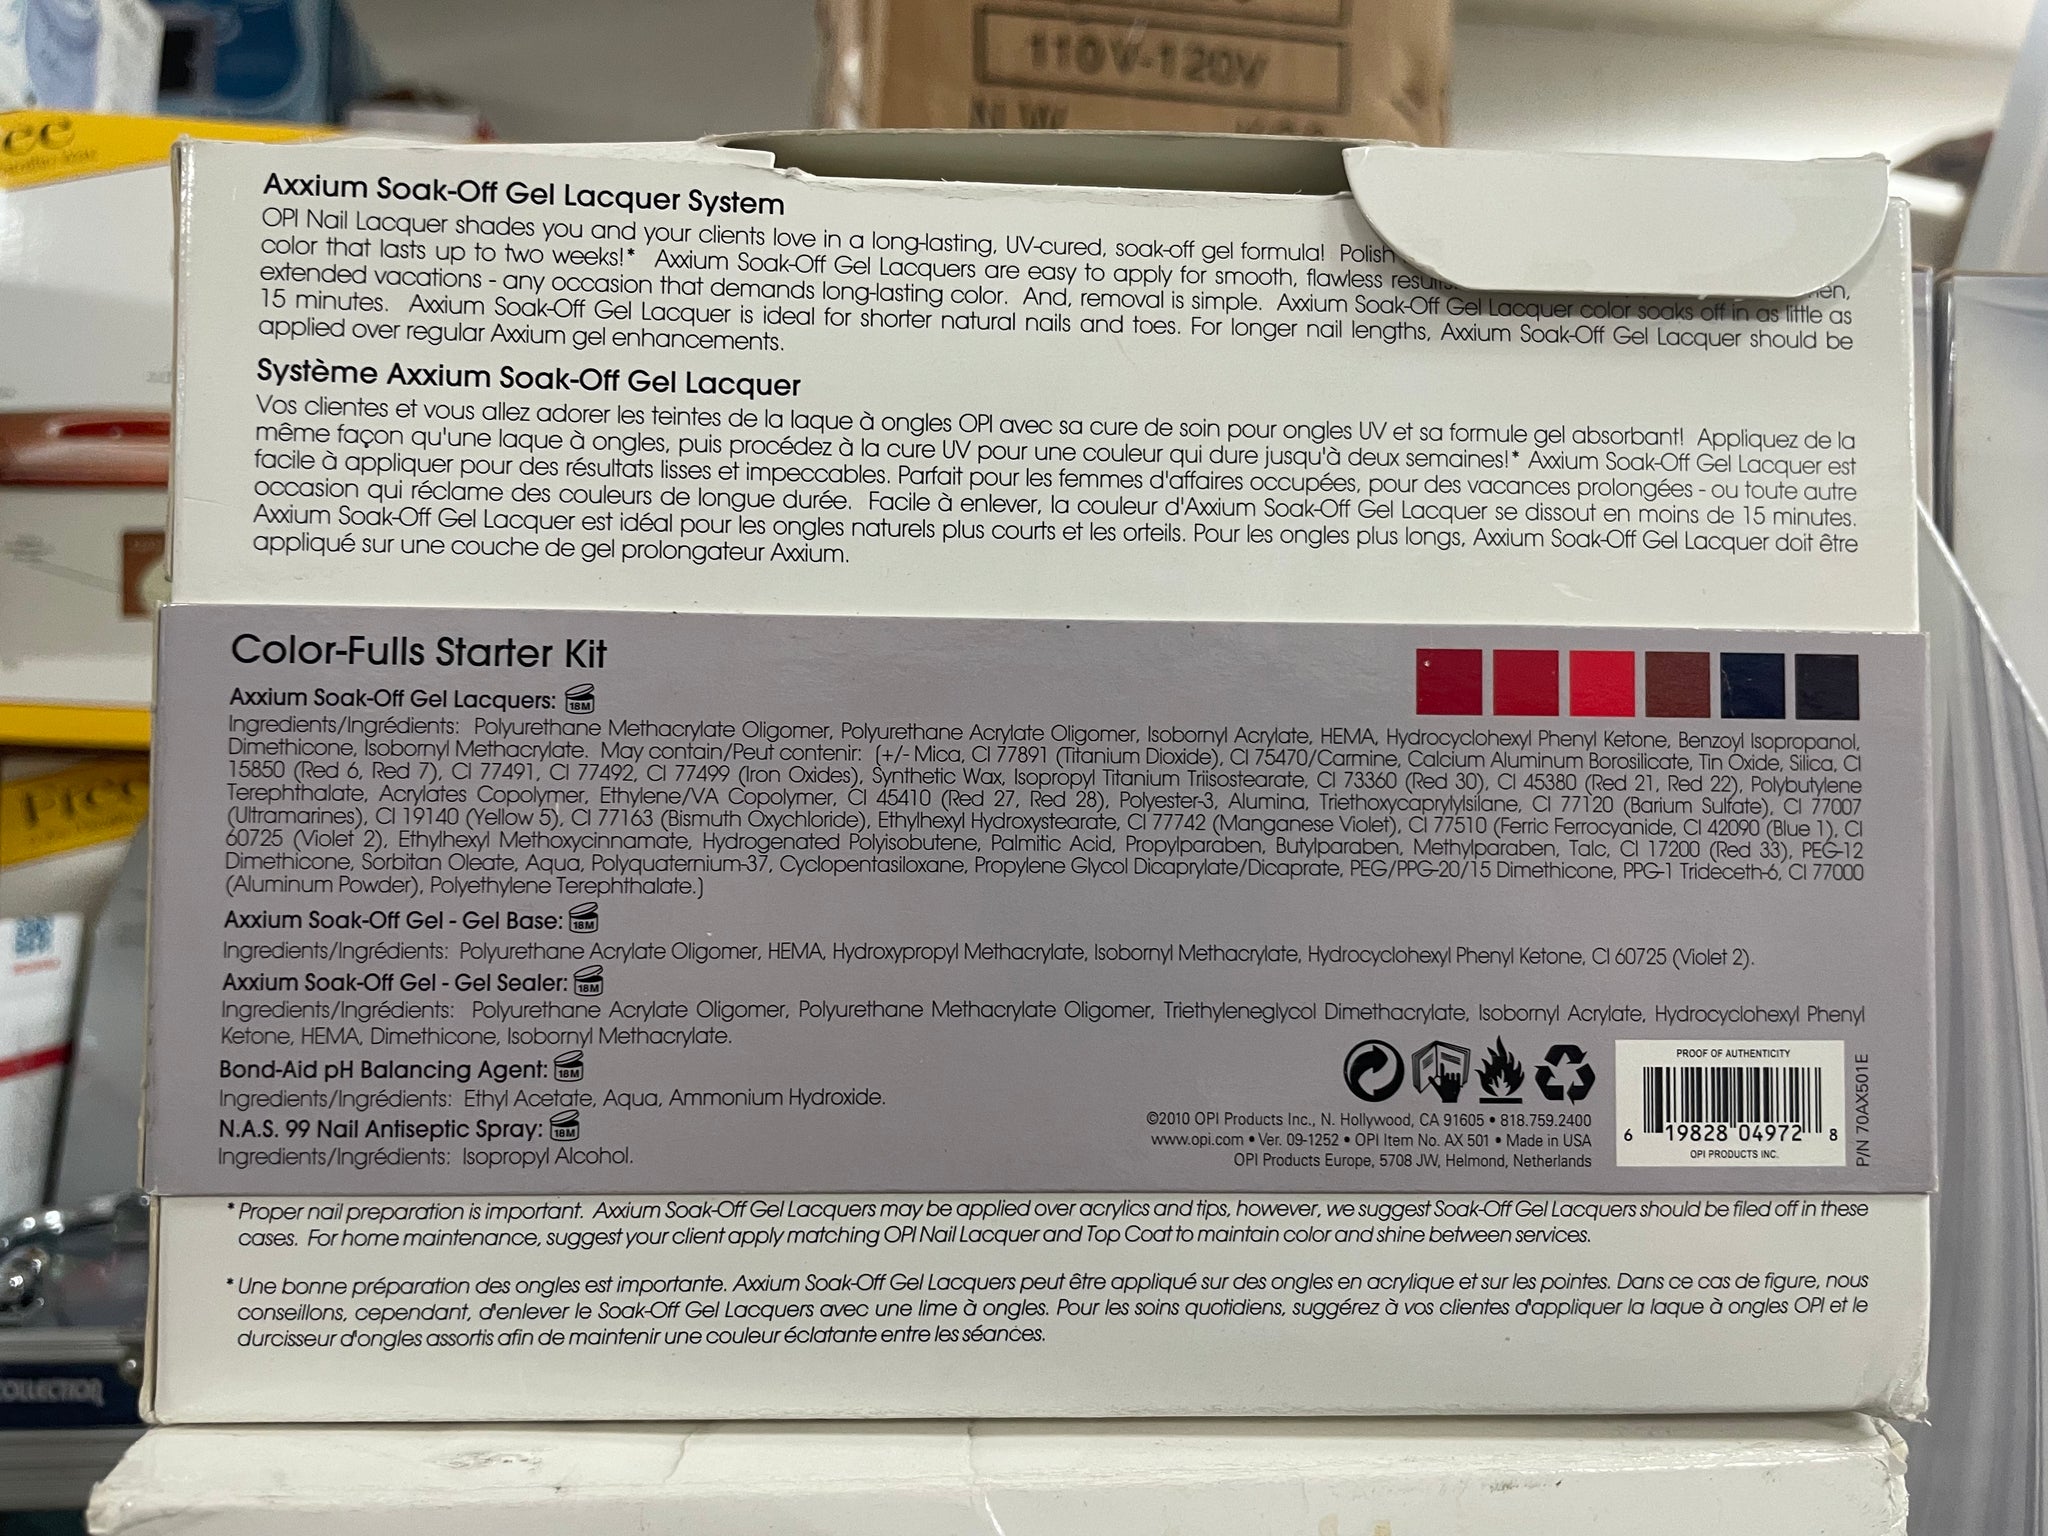 110V-120V
Axxium Soak-Off Gel Lacquer System
OPI Nail Lacquer shades you and your clients love in a long-lasting, UV-cured, soak-off gel formula! Polish
color that lasts up to two weeks!* Axxium Soak-Off Gel Lacquers are easy to apply for smooth, flawless results.
extended vacations - any occasion that demands long-lasting color. And, removal is simple. Axxium Soak-Off Gel Lacquer color soaks off in as little as
15 minutes. Axxium Soak-Off Gel Lacquer is ideal for shorter natural nails and toes. For longer nail lengths, Axxium Soak-Off Gel Lacquer should be
applied over regular Axxium gel enhancements.
Système Axxium Soak-Off Gel Lacquer
Vos clientes et vous allez adorer les teintes de la laque à ongles OPI avec sa cure de soin pour ongles UV et sa formule gel absorbant! Appliquez de la
même façon qu'une laque à ongles, puis procédez à la cure UV pour une couleur qui dure jusqu'à deux semaines!* Axxium Soak-Off Gel Lacquer est
facile à appliquer pour des résultats lisses et impeccables. Parfait pour les femmes d'affaires occupées, pour des vacances prolongées - ou toute autre
occasion qui réclame des couleurs de longue durée. Facile à enlever, la couleur d'Axxium Soak-Off Gel Lacquer se dissout en moins de 15 minutes.
Axxium Soak-Off Gel Lacquer est idéal pour les ongles naturels plus courts et les orteils. Pour les ongles plus longs, Axxium Soak-Off Gel Lacquer doit être
appliqué sur une couche de gel prolongateur Axxium.
Color-Fulls Starter Kit
Axxium Soak-Off Gel Lacquers: 18M
Ingredients/Ingrédients: Polyurethane Methacrylate Oligomer, Polyurethane Acrylate Oligomer, Isobornyl Acrylate, HEMA, Hydrocyclohexyl Phenyl Ketone, Benzoyl Isopropanol,
Dimethicone, Isobornyl Methacrylate. May contain/Peut contenir: (+/- Mica, CI 77891 (Titanium Dioxide), CI 75470/Carmine, Calcium Aluminum Borosilicate, Tin Oxide, Silica, CI
15850 (Red 6, Red 7), CI 77491, CI 77492, CI 77499 (Iron Oxides), Synthetic Wax, Isopropyl Titanium Triisostearate, CI 73360 (Red 30), CI 45380 (Red 21, Red 22), Polybutylene
Terephthalate, Acrylates Copolymer, Ethylene/VA Copolymer, CI 45410 (Red 27, Red 28), Polyester-3, Alumina, Triethoxycaprylylsilane, CI 77120 (Barium Sulfate), CI 77007
(Ultramarines), CI 19140 (Yellow 5), CI 77163 (Bismuth Oxychloride), Ethylhexyl Hydroxystearate, CI 77742 (Manganese Violet), CI 77510 (Ferric Ferrocyanide, CI 42090 (Blue 1), CI
60725 (Violet 2), Ethylhexyl Methoxycinnamate, Hydrogenated Polyisobutene, Palmitic Acid, Propylparaben, Butylparaben, Methylparaben, Talc, CI 17200 (Red 33), PEG-12
Dimethicone, Sorbitan Oleate, Aqua, Polyquaternium-37, Cyclopentasiloxane, Propylene Glycol Dicaprylate/Dicaprate, PEG/PPG-20/15 Dimethicone, PPG-1 Trideceth-6, CI 77000
(Aluminum Powder), Polyethylene Terephthalate.)
Axxium Soak-Off Gel - Gel Base: 18M
Ingredients/Ingrédients: Polyurethane Acrylate Oligomer, HEMA, Hydroxypropyl Methacrylate, Isobornyl Methacrylate, Hydrocyclohexyl Phenyl Ketone, CI 60725 (Violet 2).
Axxium Soak-Off Gel - Gel Sealer: 18M
Ingredients/Ingrédients: Polyurethane Acrylate Oligomer, Polyurethane Methacrylate Oligomer, Triethyleneglycol Dimethacrylate, Isobornyl Acrylate, Hydrocyclohexyl Phenyl
Ketone, HEMA, Dimethicone, Isobornyl Methacrylate.
Bond-Aid pH Balancing Agent: 18M
Ingredients/Ingrédients: Ethyl Acetate, Aqua, Ammonium Hydroxide.
N.A.S. 99 Nail Antiseptic Spray: 18M
Ingredients/Ingrédients: Isopropyl Alcohol.
©2010 OPI Products Inc., N. Hollywood, CA 91605 • 818.759.2400
www.opi.com • Ver. 09-1252 • OPI Item No. AX 501 • Made in USA
OPI Products Europe, 5708 JW, Helmond, Netherlands
PROOF OF AUTHENTICITY
6 19828 04972 8
OPI PRODUCTS INC.
P/N 70AX501E
* Proper nail preparation is important. Axxium Soak-Off Gel Lacquers may be applied over acrylics and tips, however, we suggest Soak-Off Gel Lacquers should be filed off in these
cases. For home maintenance, suggest your client apply matching OPI Nail Lacquer and Top Coat to maintain color and shine between services.
* Une bonne préparation des ongles est importante. Axxium Soak-Off Gel Lacquers peut être appliqué sur des ongles en acrylique et sur les pointes. Dans ce cas de figure, nous
conseillons, cependant, d'enlever le Soak-Off Gel Lacquers avec une lime à ongles. Pour les soins quotidiens, suggérez à vos clientes d'appliquer la laque à ongles OPI et le
durcisseur d'ongles assortis afin de maintenir une couleur éclatante entre les séances.
COLLECTION